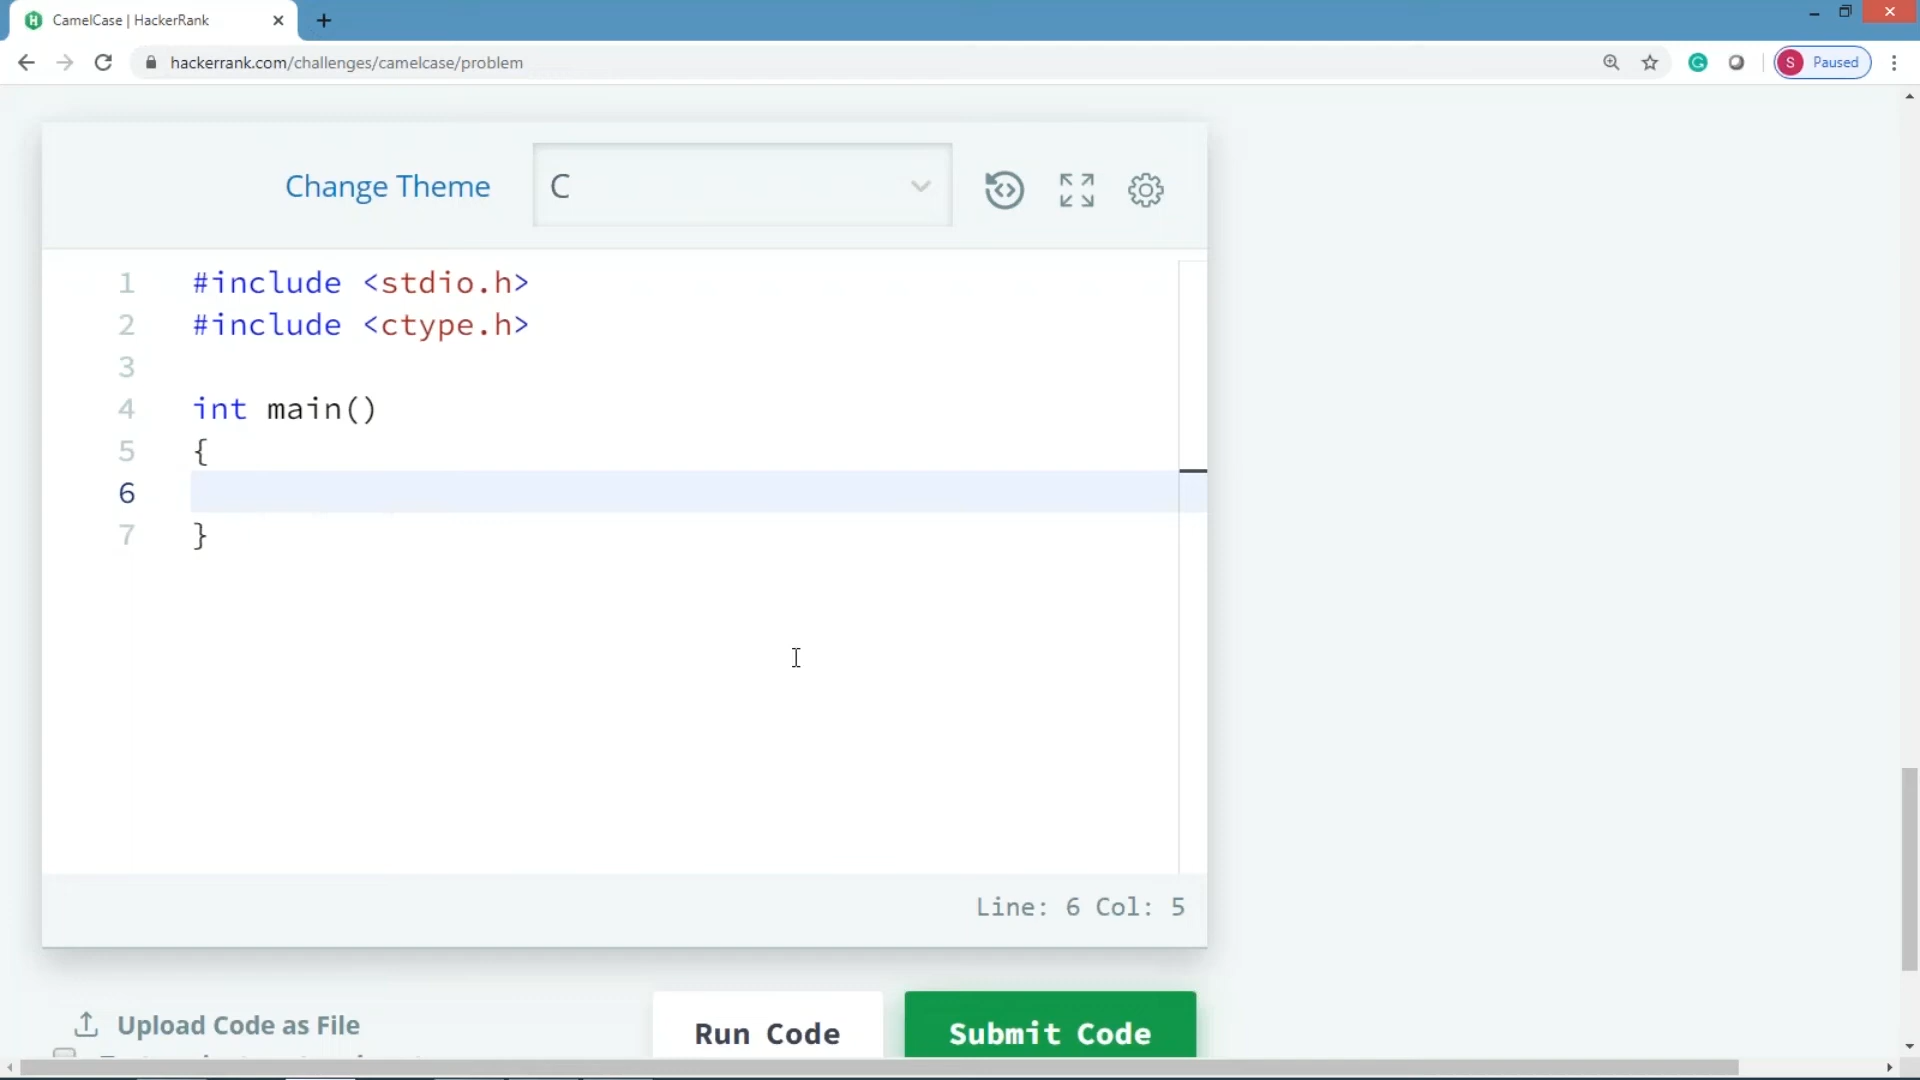 CamelCase | HackerRank
hackerrank.com/challenges/camelcase/problem
S Paused
Change Theme
C
1 #include <stdio.h>
2 #include <ctype.h>
3
4 int main()
5 {
6
7 }
Line: 6 Col: 5
Upload Code as File
Run Code
Submit Code